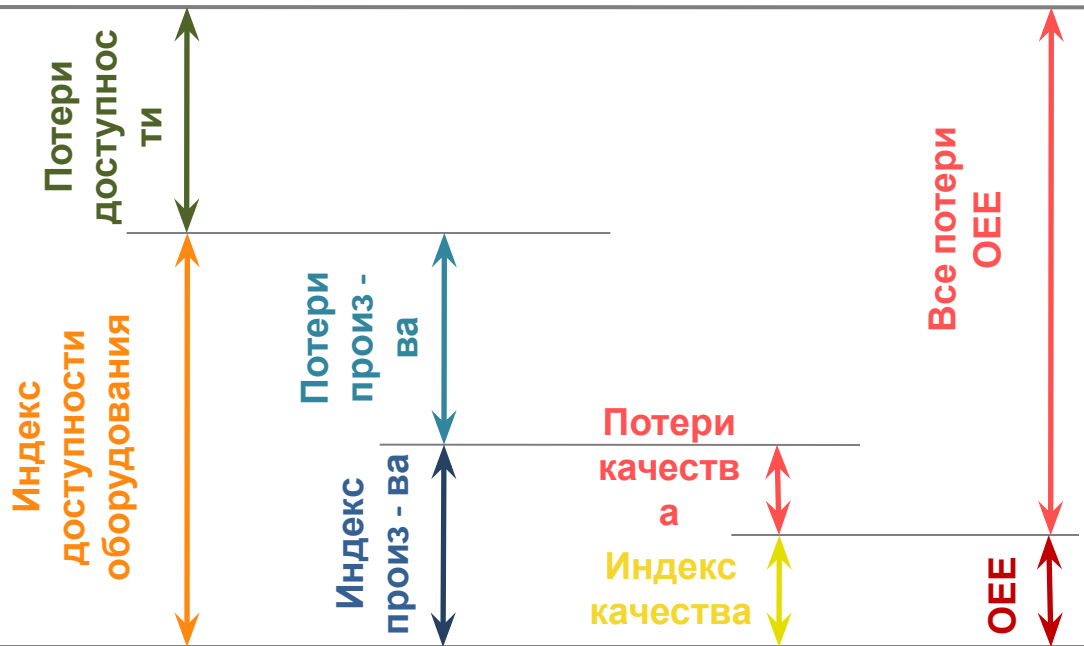 Потери
доступнос
ти
Индекс
доступности
оборудования
Потери
произ -
ва
Индекс
произ - ва
Потери
качеств
а
Индекс
качества
Все потери
OEE
OEE